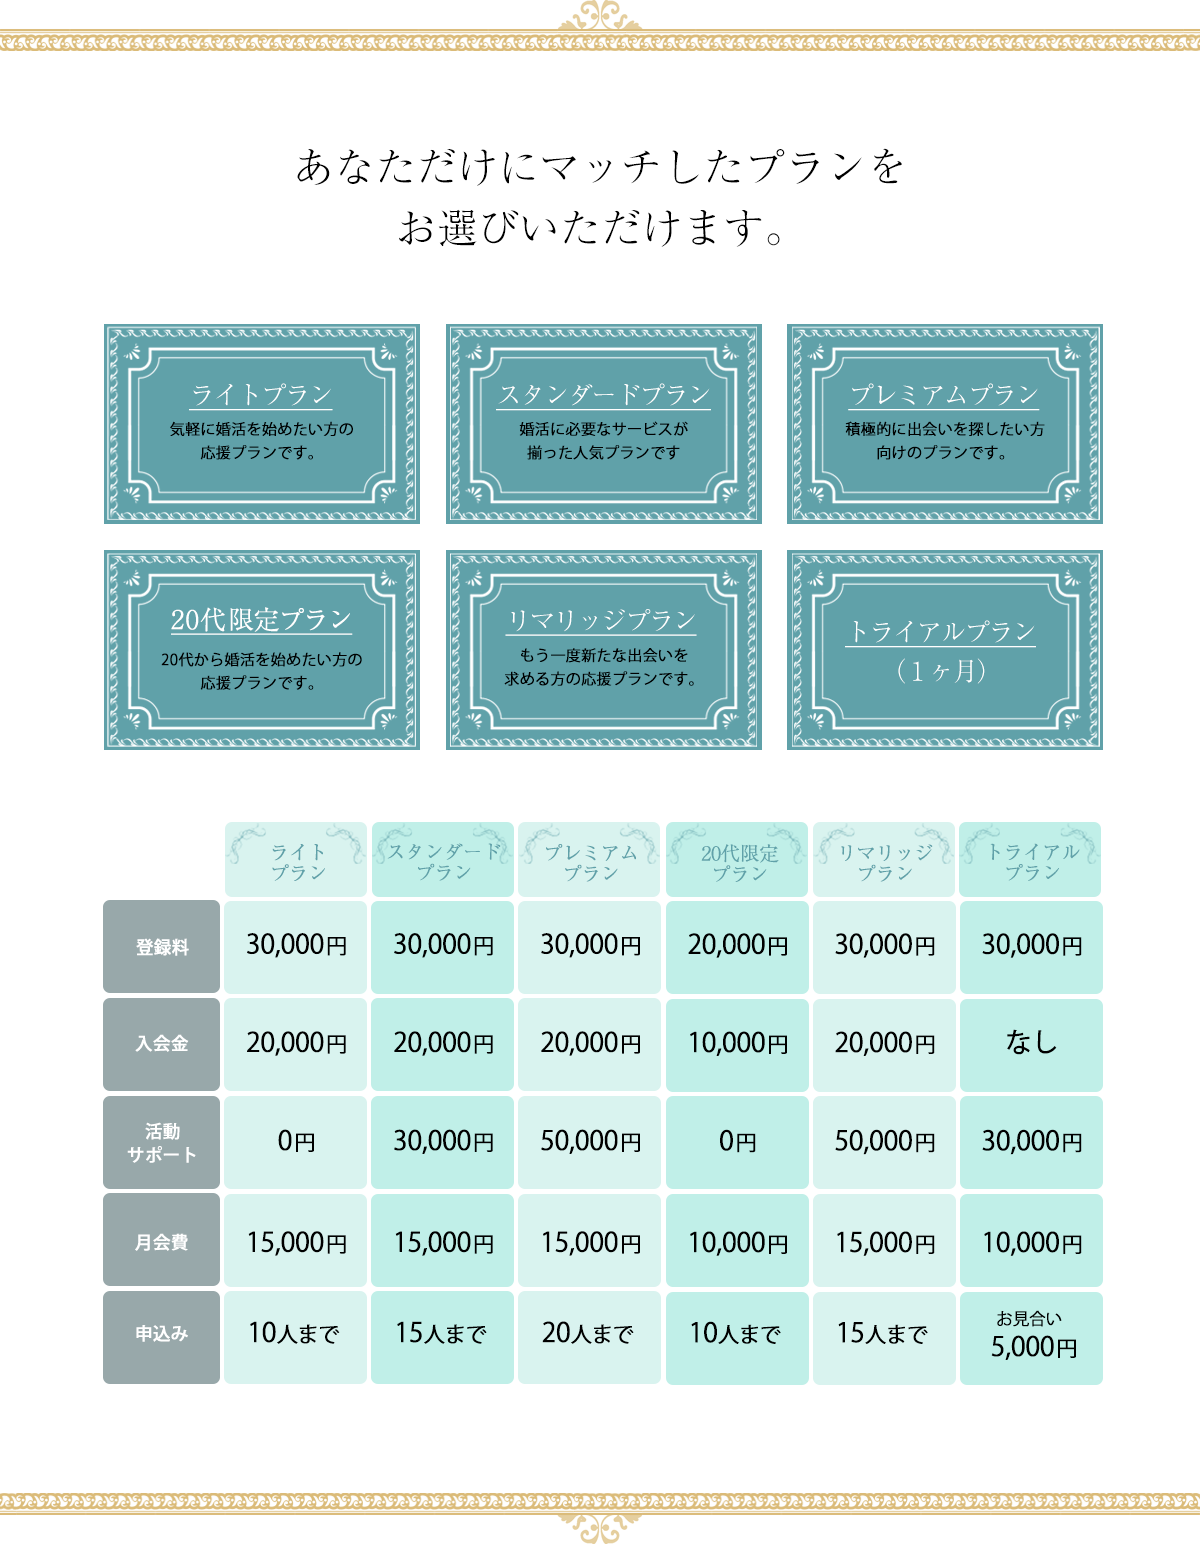 あなただけにマッチしたプランを
お選びいただけます。
ライトプラン
気軽に婚活を始めたい方の
応援プランです。
スタンダードプラン
婚活に必要なサービスが
揃った人気プランです
プレミアムプラン
積極的に出会いを探したい方
向けのプランです。
20代限定プラン
20代から婚活を始めたい方の
応援プランです。
リマリッジプラン
もう一度新たな出会いを
求める方の応援プランです。
トライアルプラン
（１ヶ月）
ライト
プラン
スタンダード
プラン
プレミアム
プラン
20代限定
プラン
リマリッジ
プラン
トライアル
プラン
登録料 30,000円 30,000円 30,000円 20,000円 30,000円 30,000円
入会金 20,000円 20,000円 20,000円 10,000円 20,000円 なし
活動
サポート 0円 30,000円 50,000円 0円 50,000円 30,000円
月会費 15,000円 15,000円 15,000円 10,000円 15,000円 10,000円
申込み 10人まで 15人まで 20人まで 10人まで 15人まで お見合い
5,000円